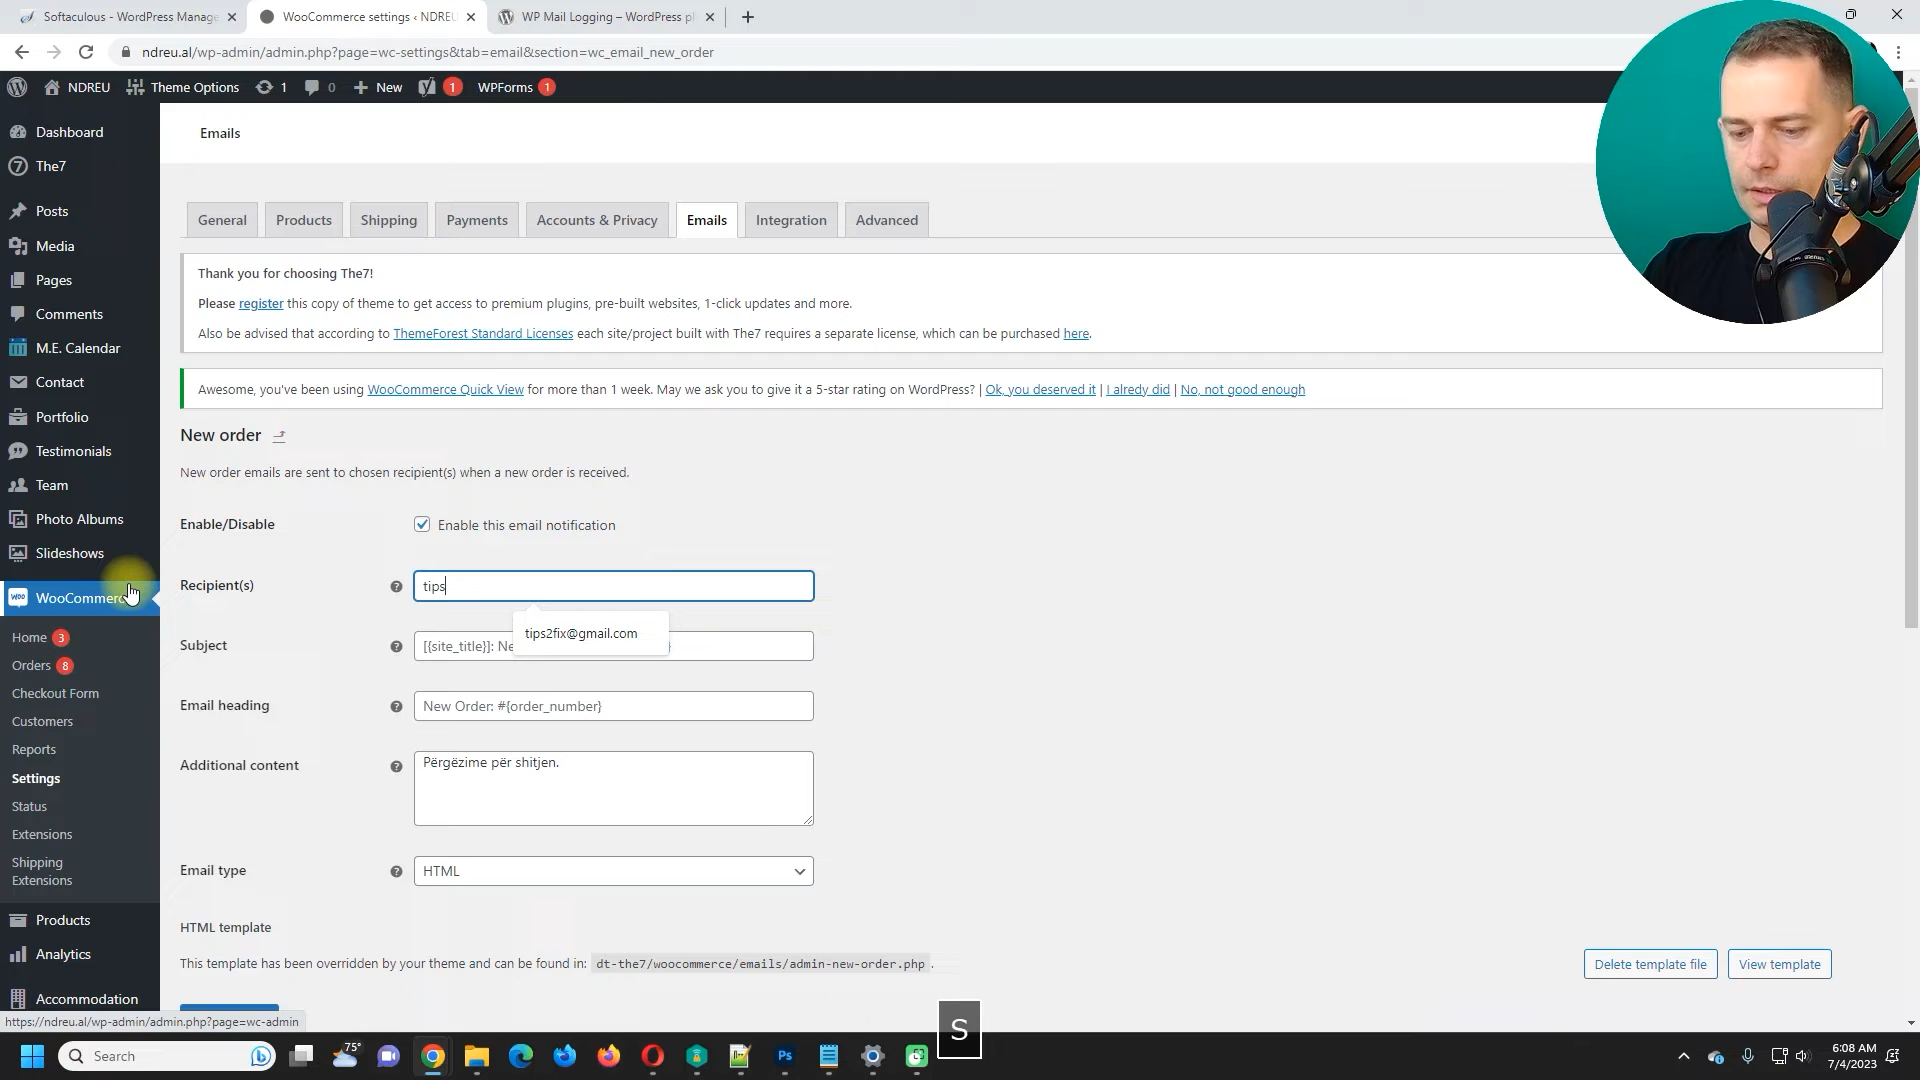 Softaculous - WordPress Manage
WooCommerce settings ‹ NDREU
WP Mail Logging – WordPress pl
ndreu.al/wp-admin/admin.php?page=wc-settings&tab=email&section=wc_email_new_order
NDREU
Theme Options
1
0
New
1
WPForms
1
Dashboard
The7
Posts
Media
Pages
Comments
M.E. Calendar
Contact
Portfolio
Testimonials
Team
Photo Albums
Slideshows
WooCommerc
Home 3
Orders 8
Checkout Form
Customers
Reports
Settings
Status
Extensions
Shipping
Extensions
Products
Analytics
Accommodation
Emails
General
Products
Shipping
Payments
Accounts & Privacy
Emails
Integration
Advanced
Thank you for choosing The7!
Please register this copy of theme to get access to premium plugins, pre-built websites, 1-click updates and more.
Also be advised that according to ThemeForest Standard Licenses each site/project built with The7 requires a separate license, which can be purchased here.
Awesome, you've been using WooCommerce Quick View for more than 1 week. May we ask you to give it a 5-star rating on WordPress? | Ok, you deserved it | I alredy did | No, not good enough
New order
New order emails are sent to chosen recipient(s) when a new order is received.
Enable/Disable
Enable this email notification
Recipient(s)
tips
tips2fix@gmail.com
Subject
[{site_title}]: Ne
Email heading
New Order: #{order_number}
Additional content
Përgëzime për shitjen.
Email type
HTML
HTML template
This template has been overridden by your theme and can be found in: dt-the7/woocommerce/emails/admin-new-order.php .
Delete template file
View template
https://ndreu.al/wp-admin/admin.php?page=wc-admin
S
Search
75°
6:08 AM
7/4/2023